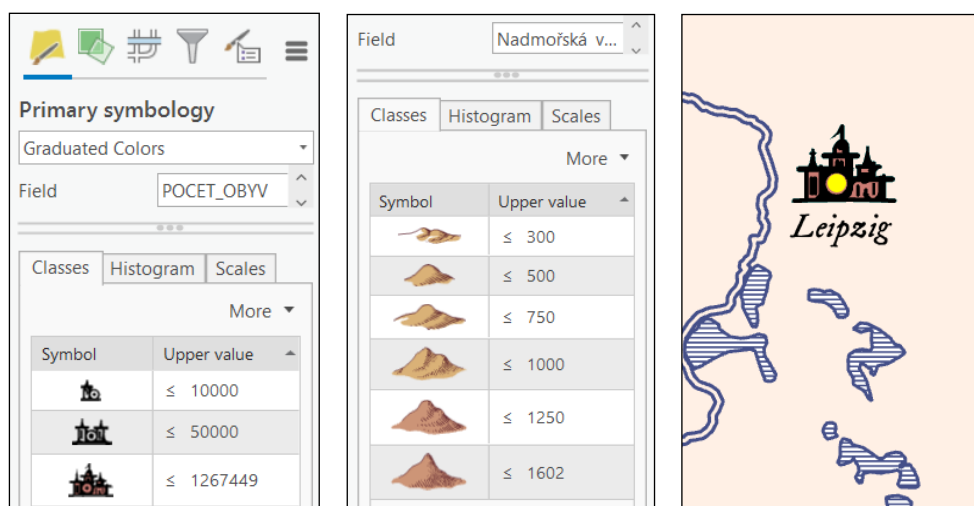 Primary symbology
Graduated Colors
Field POCET_OBYV
Classes Histogram Scales
More
Symbol Upper value
≤ 10000
≤ 50000
≤ 1267449
Field Nadmořská v...
Classes Histogram Scales
More
Symbol Upper value
≤ 300
≤ 500
≤ 750
≤ 1000
≤ 1250
≤ 1602
Leipzig